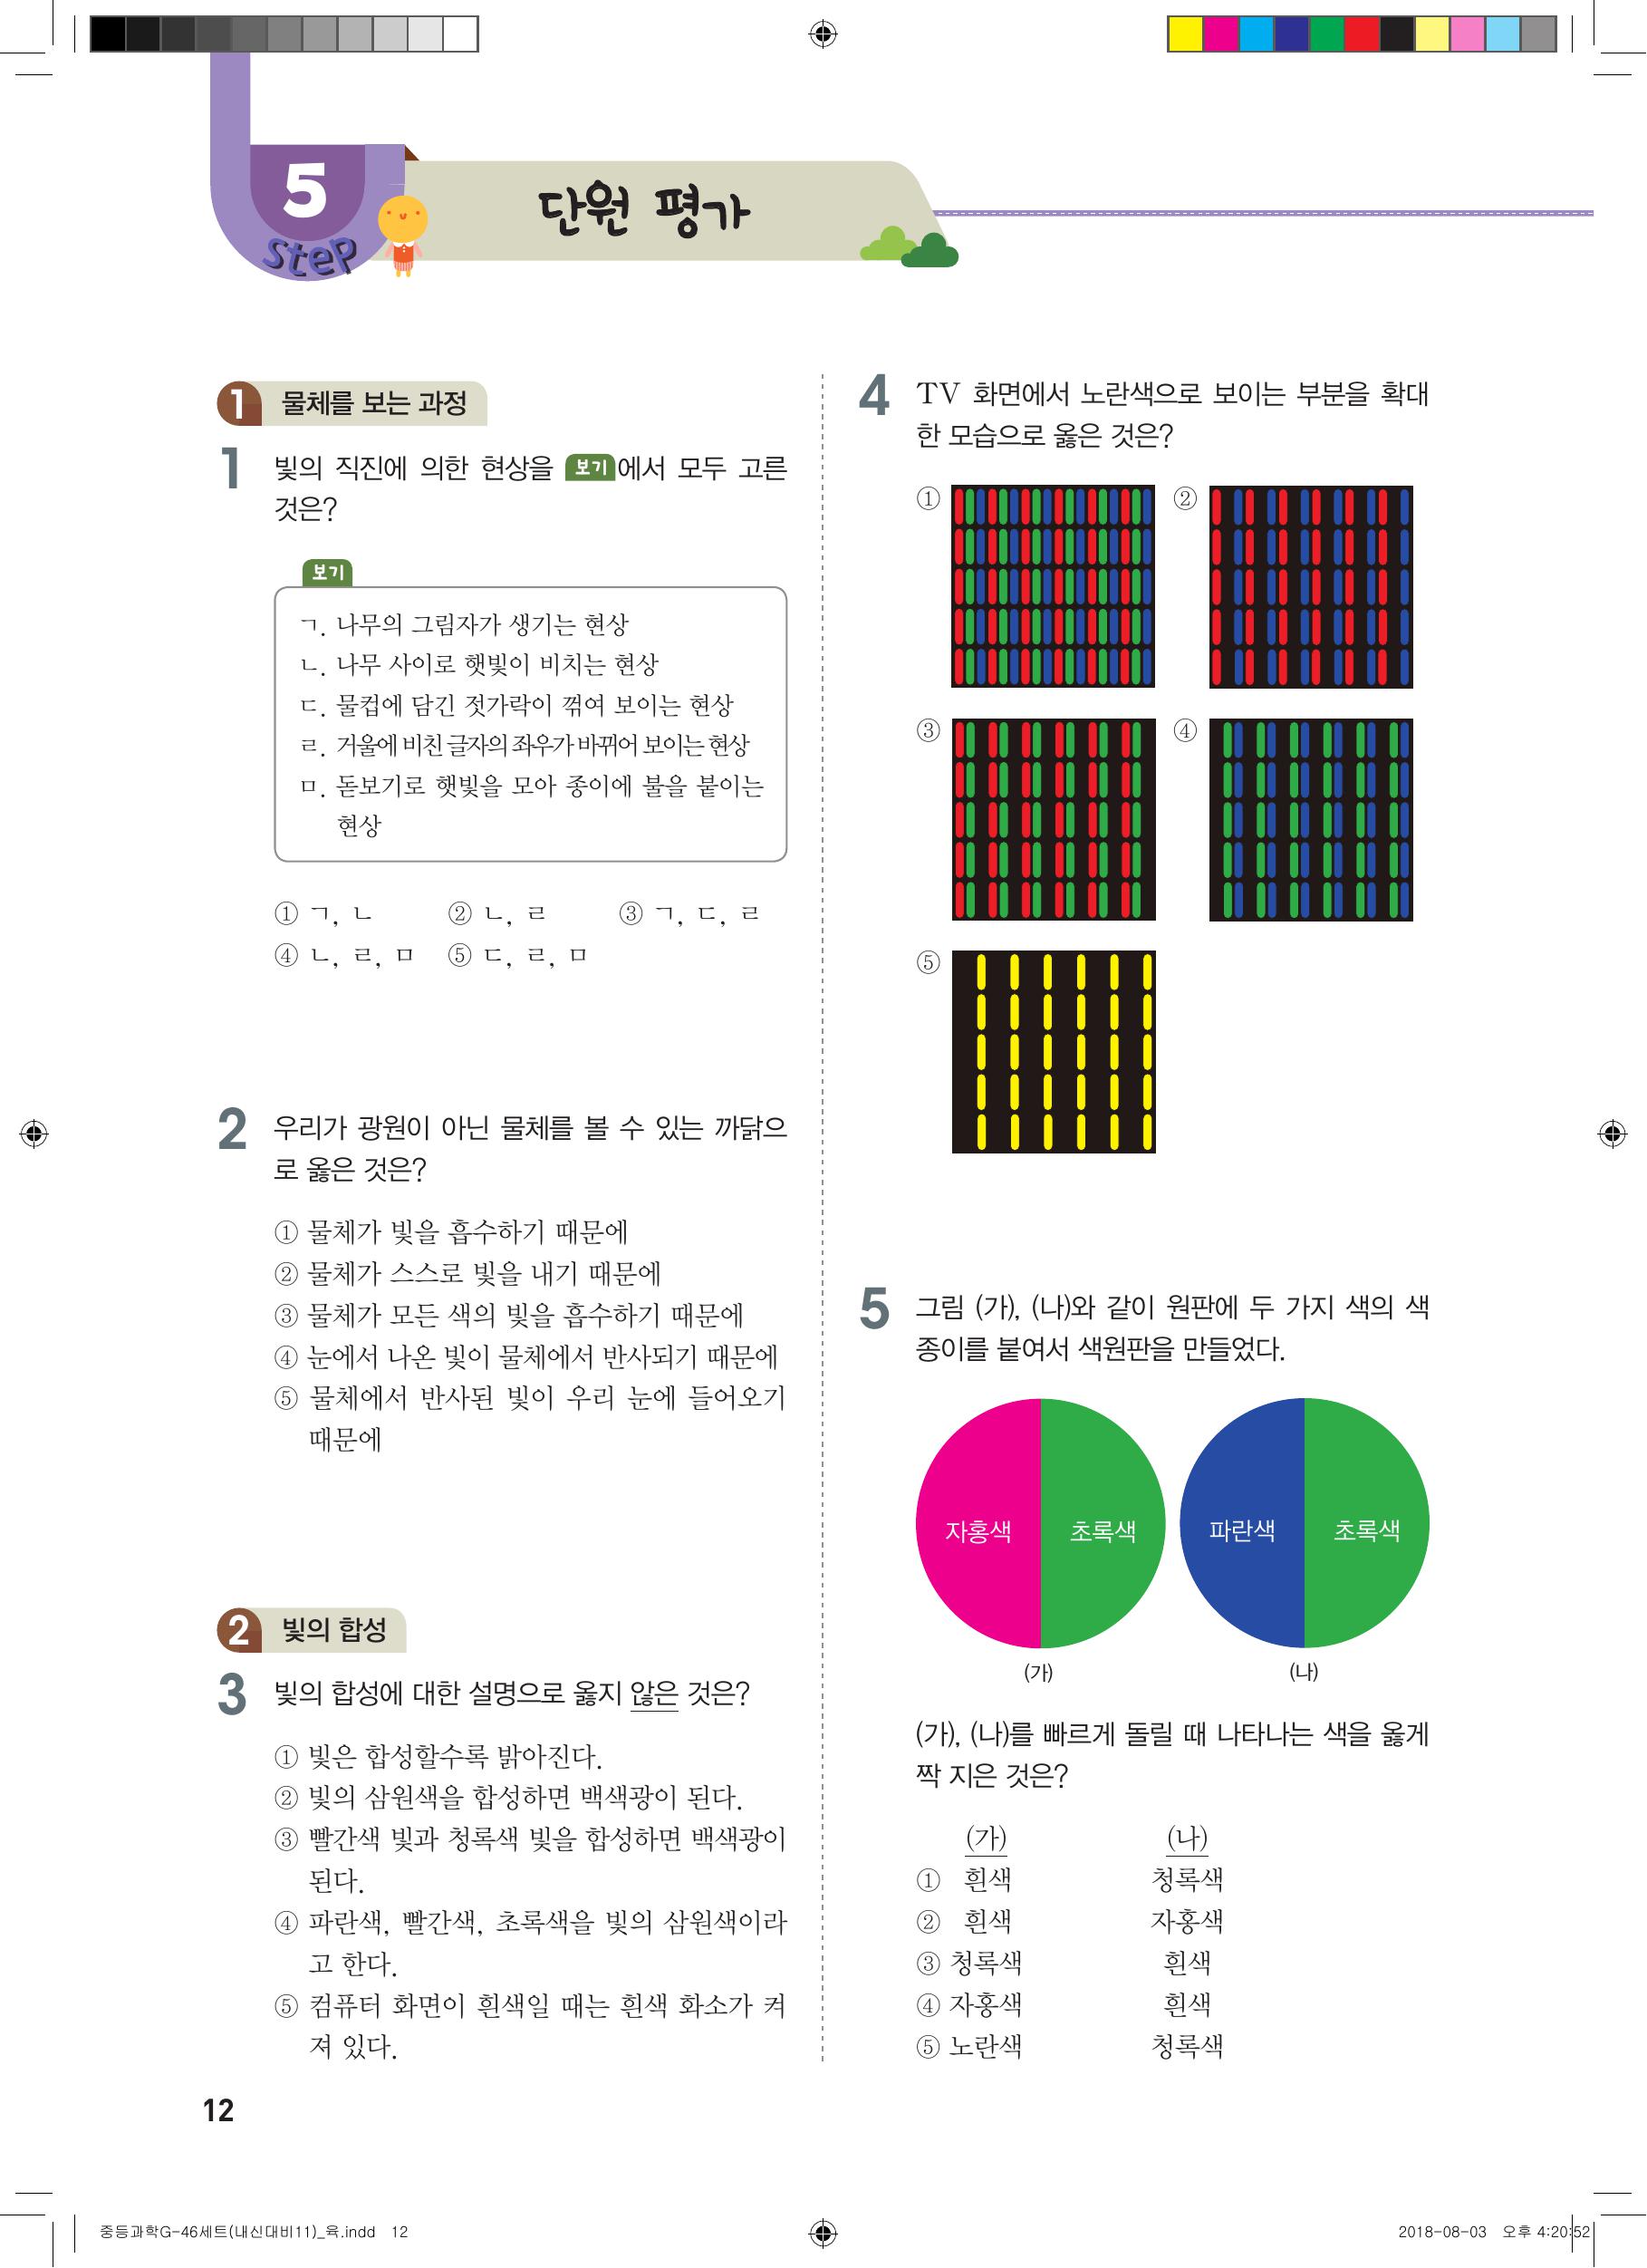 5
step
단원 평가
1 물체를 보는 과정
1 빛의 직진에 의한 현상을 보기에서 모두 고른
것은?
보기
ㄱ. 나무의 그림자가 생기는 현상
ㄴ. 나무 사이로 햇빛이 비치는 현상
ㄷ. 물컵에 담긴 젓가락이 꺾여 보이는 현상
ㄹ. 거울에 비친 글자의 좌우가 바뀌어 보이는 현상
ㅁ. 돋보기로 햇빛을 모아 종이에 불을 붙이는
현상
① ㄱ, ㄴ ② ㄴ, ㄹ ③ ㄱ, ㄷ, ㄹ
④ ㄴ, ㄹ, ㅁ ⑤ ㄷ, ㄹ, ㅁ
2 우리가 광원이 아닌 물체를 볼 수 있는 까닭으
로 옳은 것은?
① 물체가 빛을 흡수하기 때문에
② 물체가 스스로 빛을 내기 때문에
③ 물체가 모든 색의 빛을 흡수하기 때문에
④ 눈에서 나온 빛이 물체에서 반사되기 때문에
⑤ 물체에서 반사된 빛이 우리 눈에 들어오기
때문에
2 빛의 합성
3 빛의 합성에 대한 설명으로 옳지 않은 것은?
① 빛은 합성할수록 밝아진다.
② 빛의 삼원색을 합성하면 백색광이 된다.
③ 빨간색 빛과 청록색 빛을 합성하면 백색광이
된다.
④ 파란색, 빨간색, 초록색을 빛의 삼원색이라
고 한다.
⑤ 컴퓨터 화면이 흰색일 때는 흰색 화소가 켜
져 있다.
4 TV 화면에서 노란색으로 보이는 부분을 확대
한 모습으로 옳은 것은?
① ②
③ ④
⑤
5 그림 (가), (나)와 같이 원판에 두 가지 색의 색
종이를 붙여서 색원판을 만들었다.
자홍색 초록색 파란색 초록색
(가) (나)
(가), (나)를 빠르게 돌릴 때 나타나는 색을 옳게
짝 지은 것은?
(가) (나)
① 흰색 청록색
② 흰색 자홍색
③ 청록색 흰색
④ 자홍색 흰색
⑤ 노란색 청록색
12
중등과학G-46세트(내신대비11)_육.indd 12
2018-08-03 오후 4:20:52